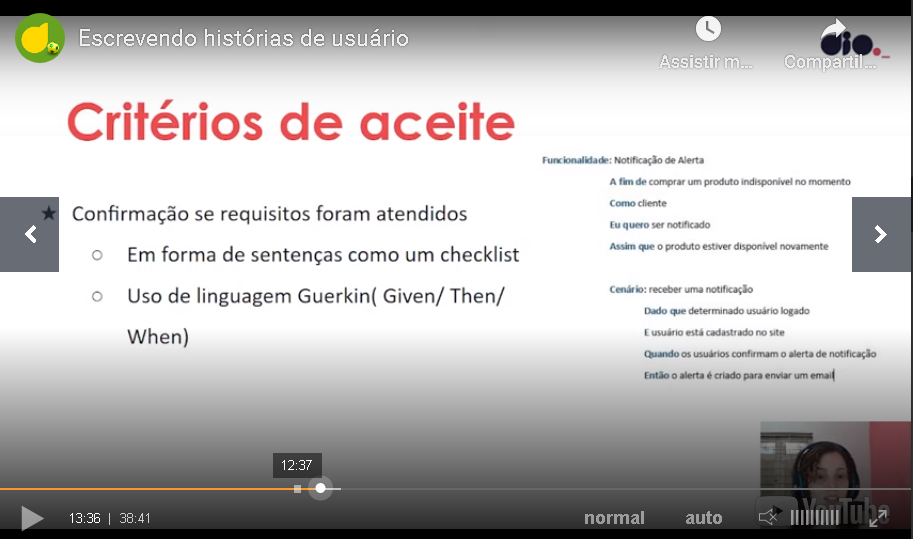 Escrevendo histórias de usuário
Assistir m...
Compartil...
dio.
Critérios de aceite
Confirmação se requisitos foram atendidos
Em forma de sentenças como um checklist
Uso de linguagem Guerkin( Given/ Then/
When)
Funcionalidade: Notificação de Alerta
A fim de comprar um produto indisponível no momento
Como cliente
Eu quero ser notificado
Assim que o produto estiver disponível novamente
Cenário: receber uma notificação
Dado que determinado usuário logado
E usuário está cadastrado no site
Quando os usuários confirmam o alerta de notificação
Então o alerta é criado para enviar um email
12:37
13:36 | 38:41
normal
auto
YouTube